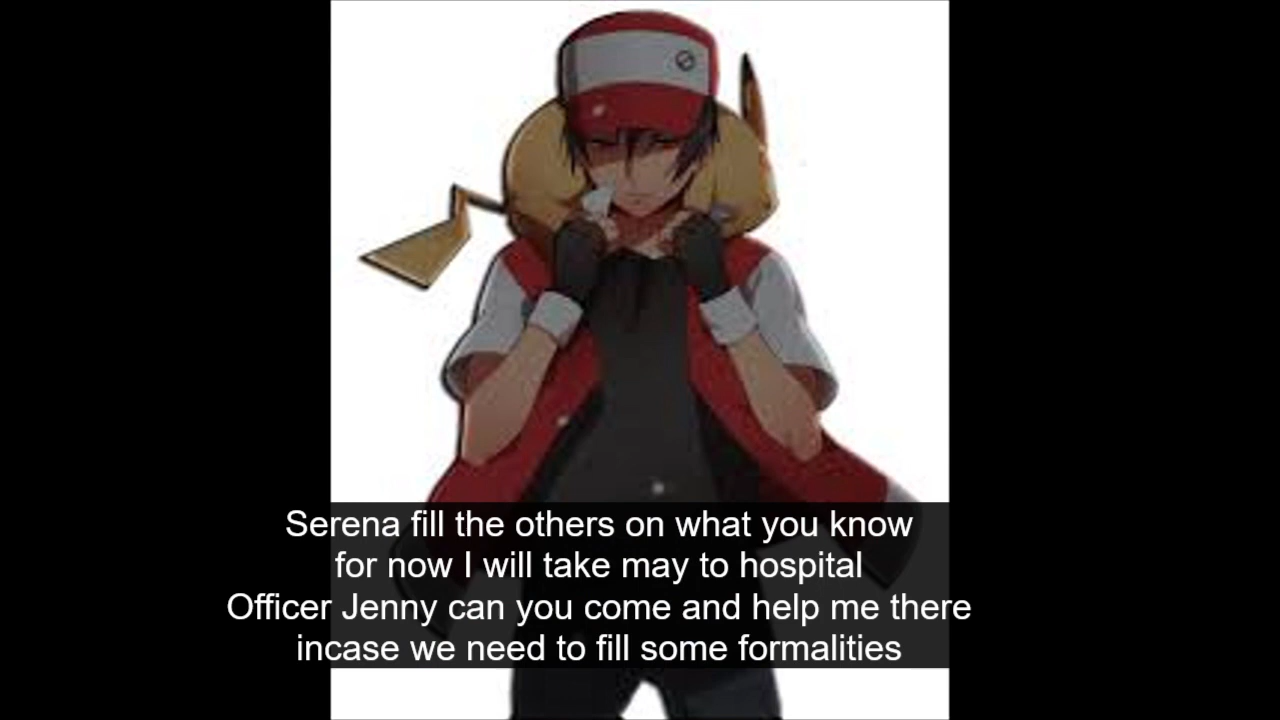 Serena fill the others on what you know
for now I will take may to hospital
Officer Jenny can you come and help me there
incase we need to fill some formalities